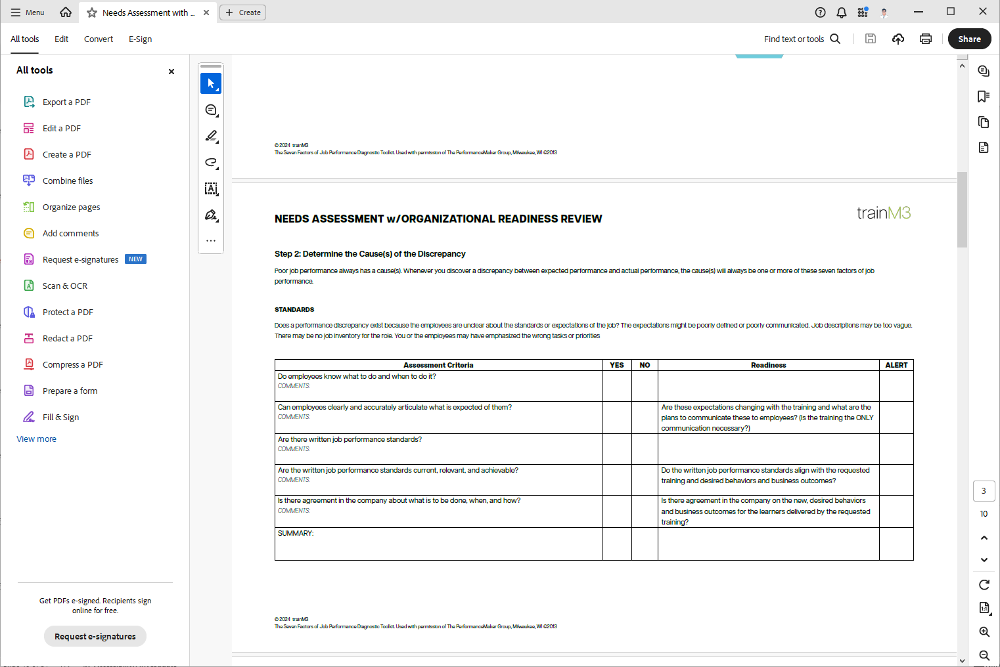 Menu
Needs Assessment with ...
Create
All tools
Edit
Convert
E-Sign
Find text or tools
Share
All tools
Export a PDF
Edit a PDF
Create a PDF
Combine files
Organize pages
Add comments
Request e-signatures NEW
Scan & OCR
Protect a PDF
Redact a PDF
Compress a PDF
Prepare a form
Fill & Sign
View more
Get PDFs e-signed. Recipients sign
online for free.
Request e-signatures
© 2024 trainM3
The Seven Factors of Job Performance Diagnostic Toolkit. Used with permission of The PerformanceMaker Group, Milwaukee, WI ©2013
NEEDS ASSESSMENT w/ORGANIZATIONAL READINESS REVIEW
trainM3
Step 2: Determine the Cause(s) of the Discrepancy
Poor job performance always has a cause(s). Whenever you discover a discrepancy between expected performance and actual performance, the cause(s) will always be one or more of these seven factors of job
performance.
STANDARDS
Does a performance discrepancy exist because the employees are unclear about the standards or expectations of the job? The expectations might be poorly defined or poorly communicated. Job descriptions may be too vague.
There may be no job inventory for the role. You or the employees may have emphasized the wrong tasks or priorities
Assessment Criteria YES NO Readiness ALERT
Do employees know what to do and when to do it?
COMMENTS:
Can employees clearly and accurately articulate what is expected of them?
COMMENTS:
Are these expectations changing with the training and what are the
plans to communicate these to employees? (Is the training the ONLY
communication necessary?)
Are there written job performance standards?
COMMENTS:
Are the written job performance standards current, relevant, and achievable?
COMMENTS:
Do the written job performance standards align with the requested
training and desired behaviors and business outcomes?
Is there agreement in the company about what is to be done, when, and how?
COMMENTS:
Is there agreement in the company on the new, desired behaviors
and business outcomes for the learners delivered by the requested
training?
SUMMARY:
© 2024 trainM3
The Seven Factors of Job Performance Diagnostic Toolkit. Used with permission of The PerformanceMaker Group, Milwaukee, WI ©2013
3
10